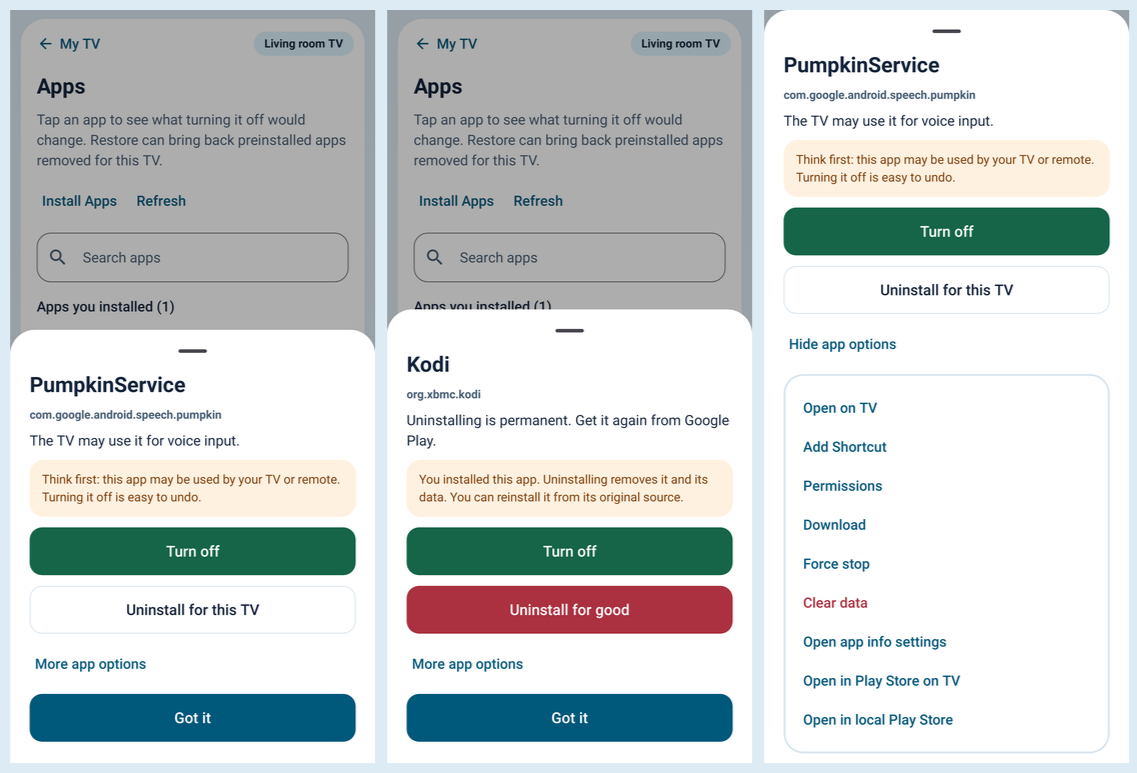 My TV
Living room TV
Apps
Tap an app to see what turning it off would
change. Restore can bring back preinstalled apps
removed for this TV.
Install Apps
Refresh
Search apps
Apps you installed (1)
PumpkinService
com.google.android.speech.pumpkin
The TV may use it for voice input.
Think first: this app may be used by your TV or remote.
Turning it off is easy to undo.
Turn off
Uninstall for this TV
More app options
Got it
My TV
Living room TV
Apps
Tap an app to see what turning it off would
change. Restore can bring back preinstalled apps
removed for this TV.
Install Apps
Refresh
Search apps
Apps you installed (1)
Kodi
org.xbmc.kodi
Uninstalling is permanent. Get it again from Google
Play.
You installed this app. Uninstalling removes it and its
data. You can reinstall it from its original source.
Turn off
Uninstall for good
More app options
Got it
PumpkinService
com.google.android.speech.pumpkin
The TV may use it for voice input.
Think first: this app may be used by your TV or remote.
Turning it off is easy to undo.
Turn off
Uninstall for this TV
Hide app options
Open on TV
Add Shortcut
Permissions
Download
Force stop
Clear data
Open app info settings
Open in Play Store on TV
Open in local Play Store